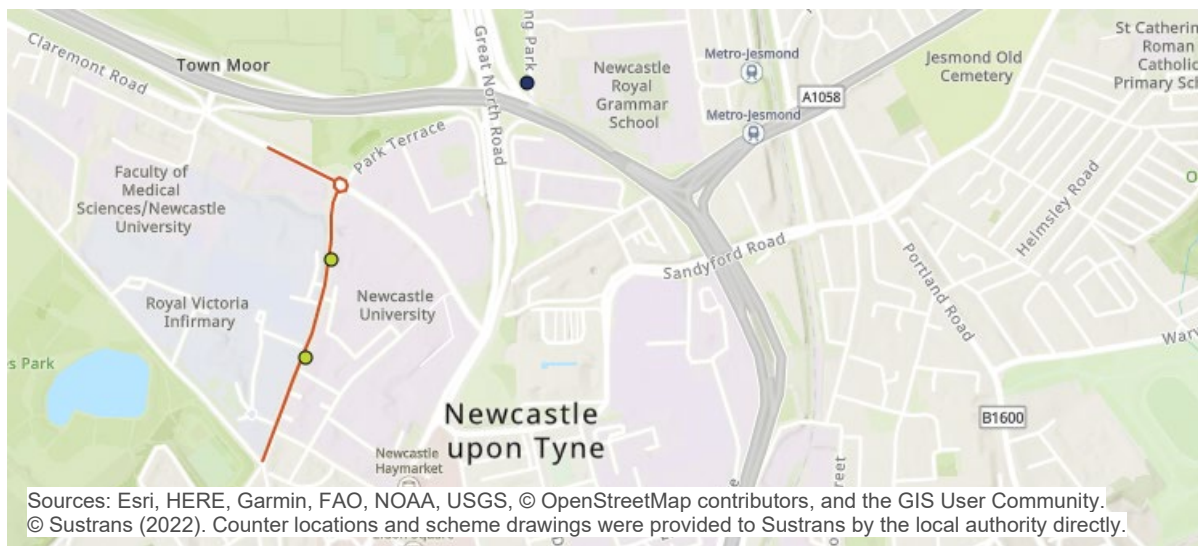 Claremont Road
Town Moor
Great North Road
ng Park
Metro-Jesmond
Newcastle
Royal
Grammar
School
A1058
Metro-Jesmond
Jesmond Old
Cemetery
St Catherin
Roman
Catholic
Primary Sch
Park Terrace
Faculty of
Medical
Sciences/Newcastle
University
Helmsley Road
O
Sandyford Road
Portland Road
Royal Victoria
Infirmary
Newcastle
University
War
s Park
B1600
Newcastle
upon Tyne
Newcastle
Haymarket
reet
Sources: Esri, HERE, Garmin, FAO, NOAA, USGS, © OpenStreetMap contributors, and the GIS User Community.
© Sustrans (2022). Counter locations and scheme drawings were provided to Sustrans by the local authority directly.